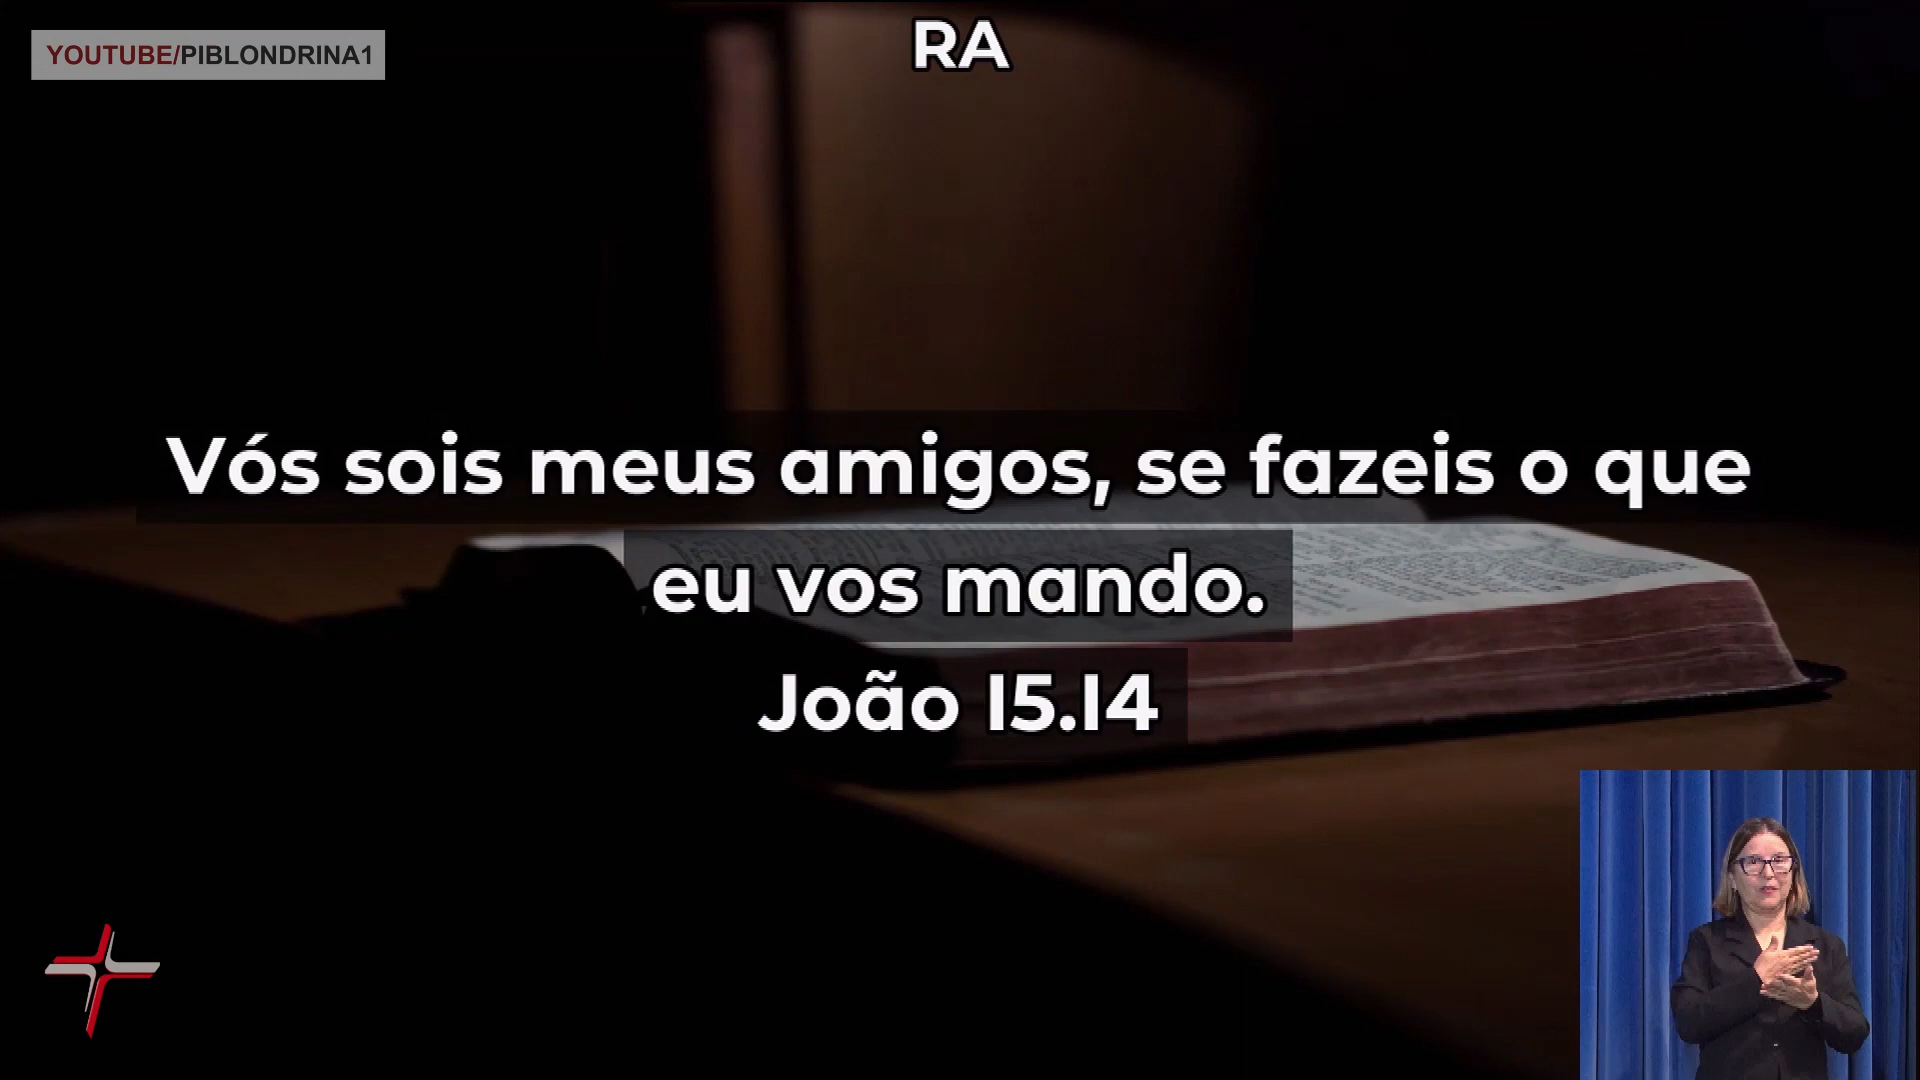 RA
YOUTUBE/PIBLONDRINA1
Vós sois meus amigos, se fazeis o que
eu vos mando.
João 15.14